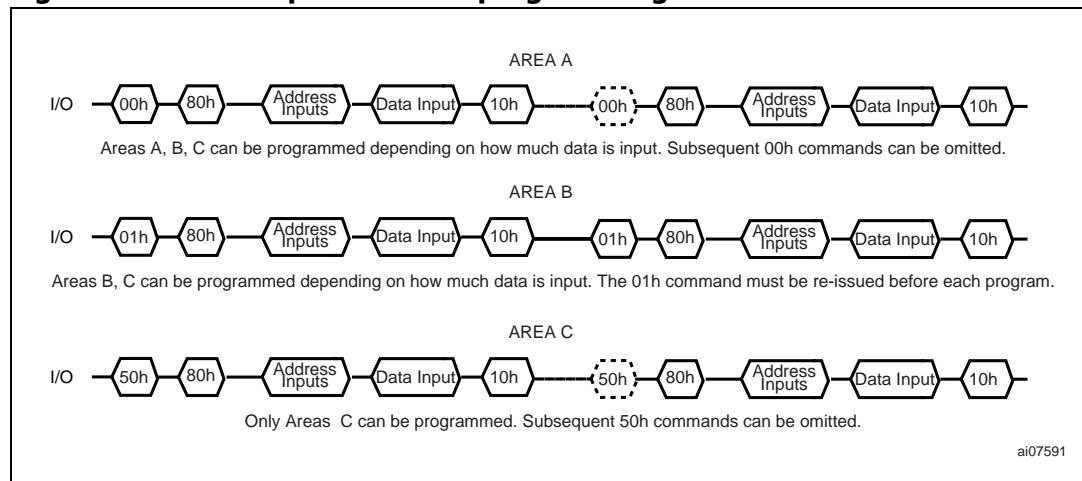 AREA A
I/O 00h 80h Address Inputs Data Input 10h 00h 80h Address Inputs Data Input 10h
Areas A, B, C can be programmed depending on how much data is input. Subsequent 00h commands can be omitted.
AREA B
I/O 01h 80h Address Inputs Data Input 10h 01h 80h Address Inputs Data Input 10h
Areas B, C can be programmed depending on how much data is input. The 01h command must be re-issued before each program.
AREA C
I/O 50h 80h Address Inputs Data Input 10h 50h 80h Address Inputs Data Input 10h
Only Areas C can be programmed. Subsequent 50h commands can be omitted.
ai07591